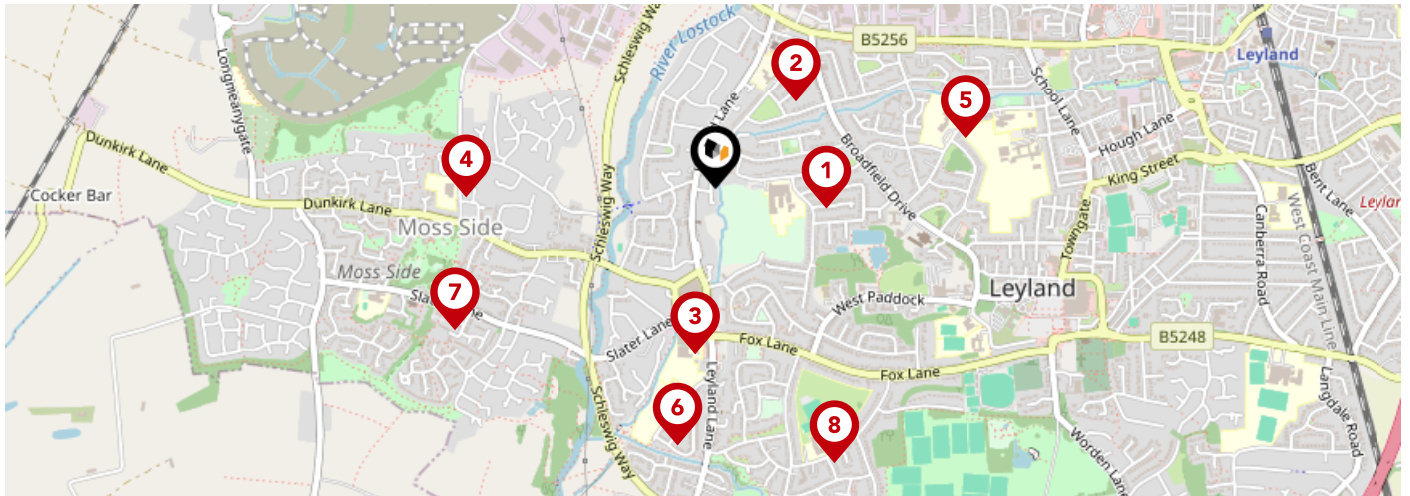 Schleswig Way
River Lostock
B5256
Leyland
2
Longmeanygate
5
School Lane
Lane
Hough Lane
Dunkirk Lane
4
1
Broadfield Drive
King Street
Bent Lane
Cocker Bar
Dunkirk Lane
Schleswig Way
Moss Side
Towngate
Canberra Road
West Coast Main Line
Moss Side
7
Leyland
West Paddock
3
Slater Lane
Fox Lane
B5248
Fox Lane
Leyland Lane
Langdale Road
6
8
Schleswig Way
Worden Lane